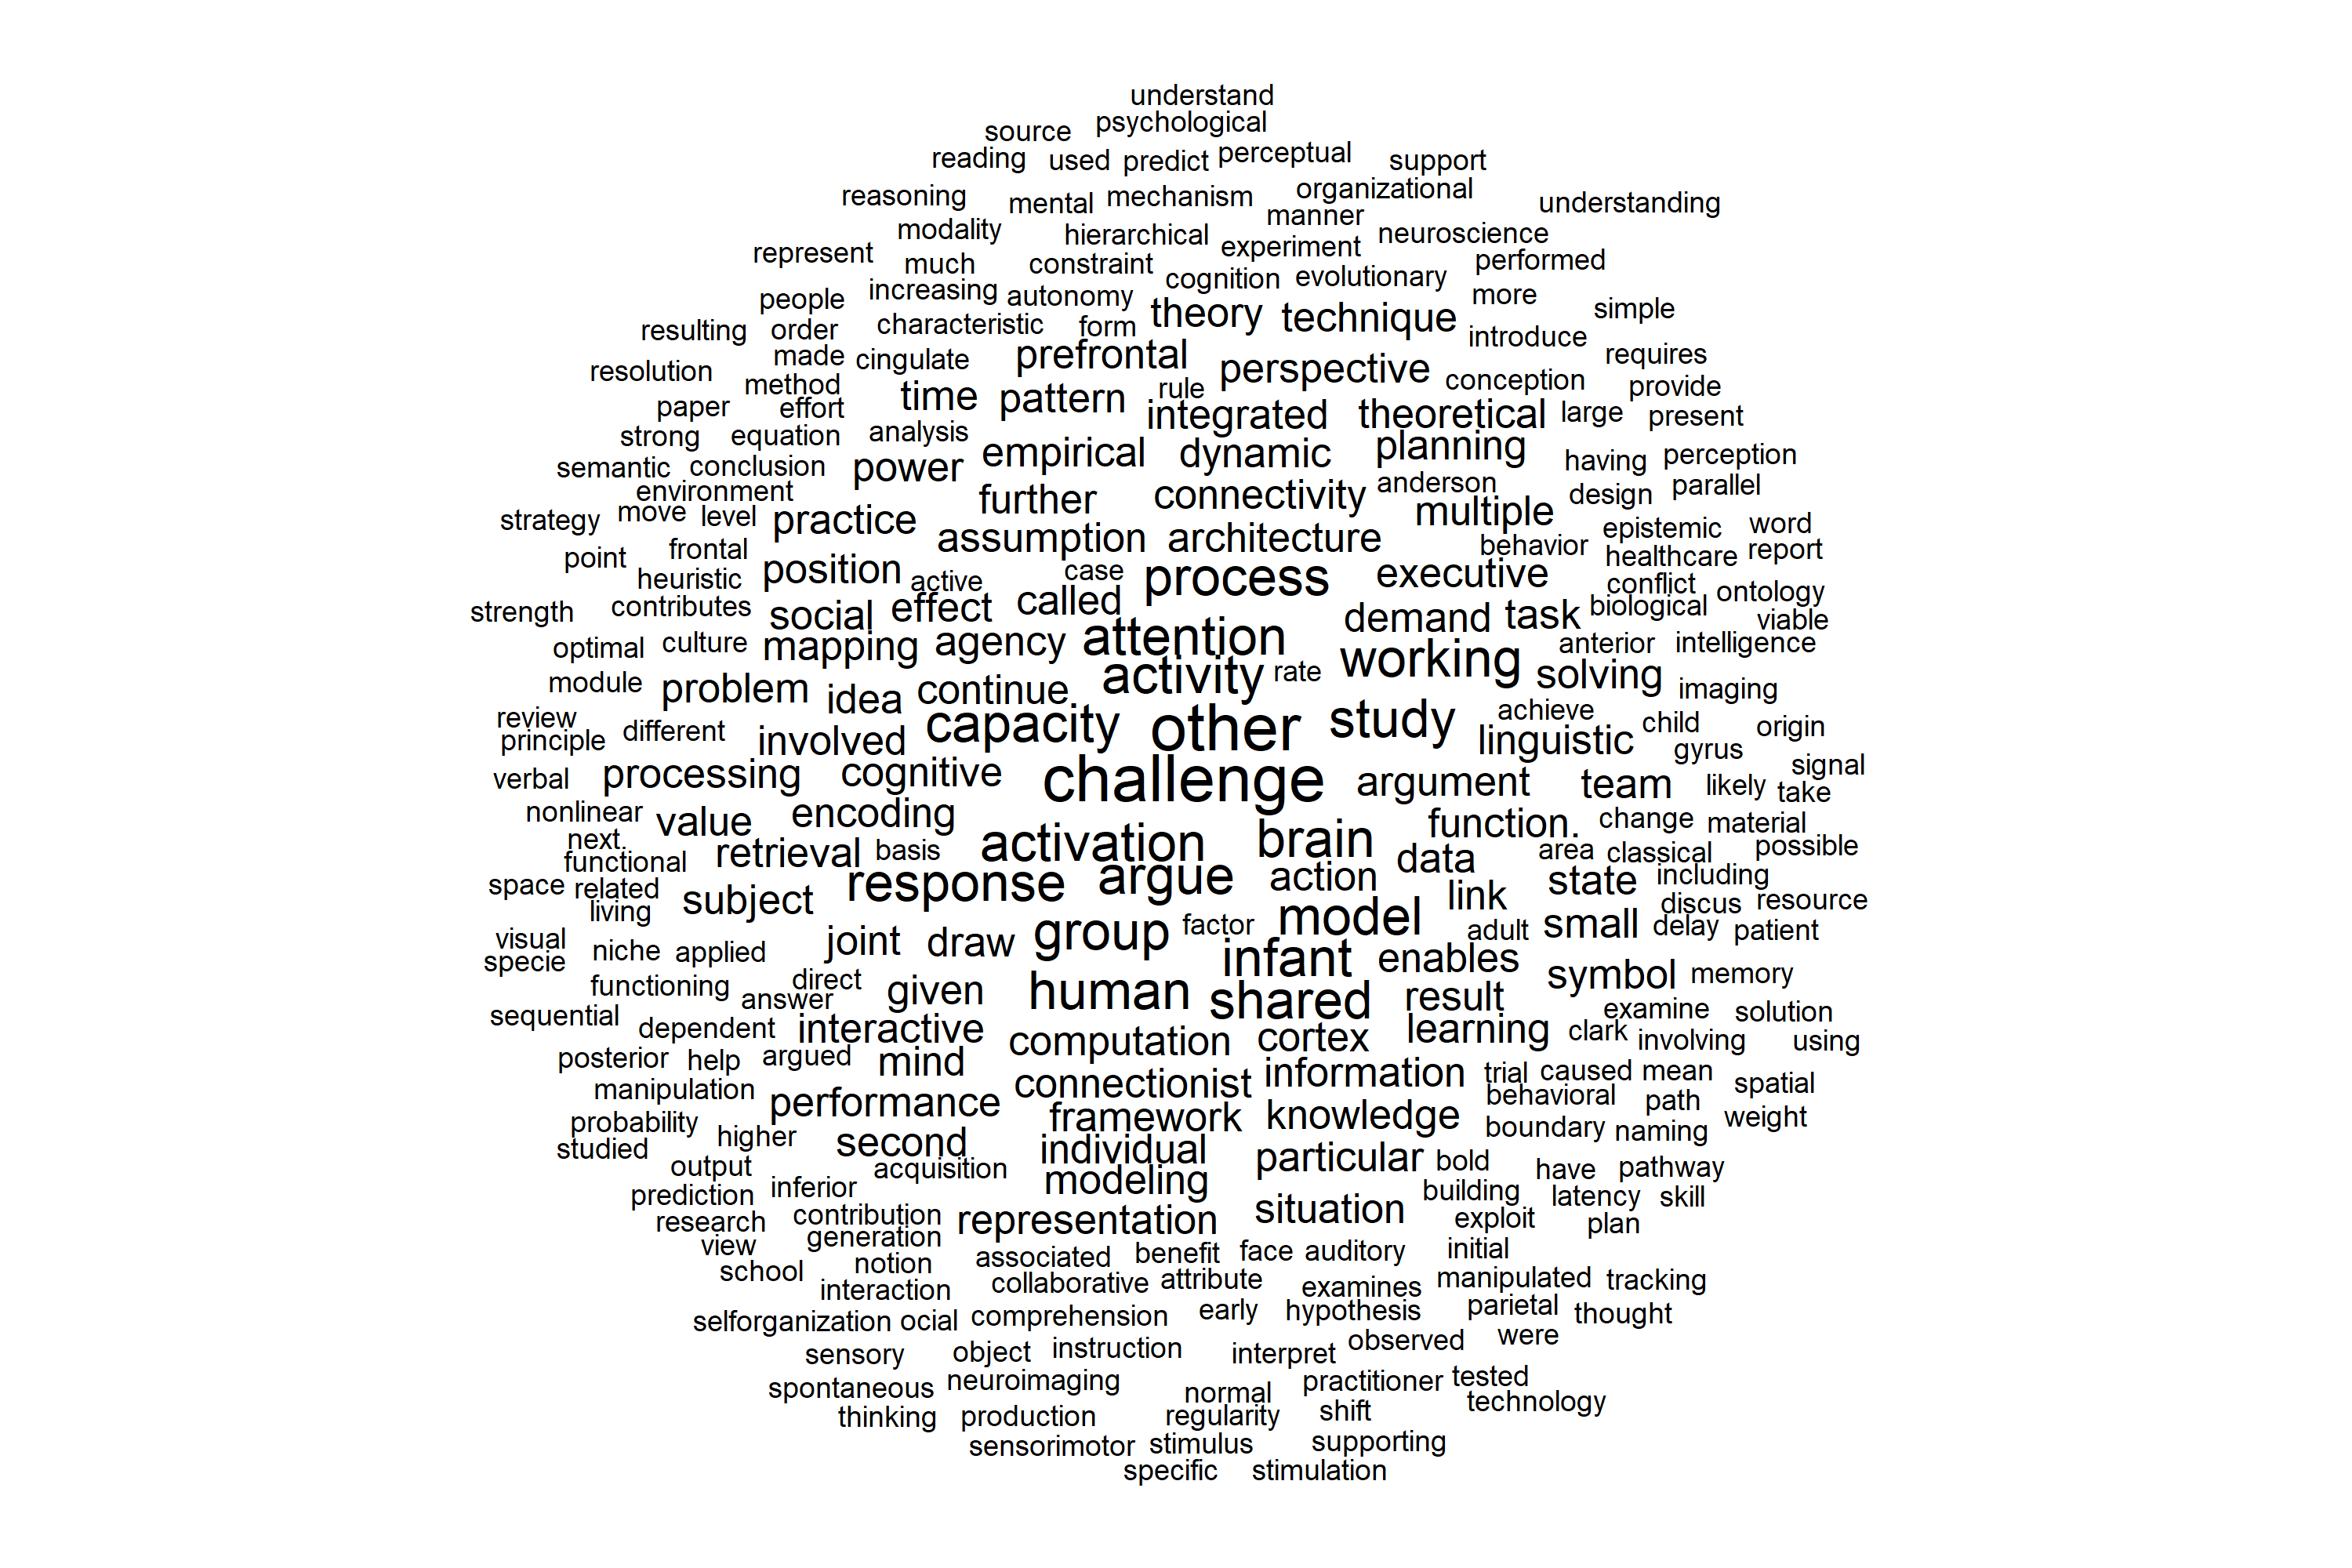 understand
source psychological
reading used predict perceptual support
reasoning mental mechanism organizational understanding
modality hierarchical manner experiment neuroscience
represent much constraint cognition evolutionary performed
people increasing autonomy theory technique more simple
resulting order characteristic form introduce
made cingulate prefrontal perspective requires
resolution method time pattern rule conception provide
paper effort integrated theoretical large present
strong equation analysis empirical dynamic planning
semantic conclusion power having perception
environment further connectivity anderson design parallel
strategy move level practice multiple epistemic word
point frontal assumption architecture behavior healthcare report
heuristic position active case process executive conflict ontology
strength contributes social effect called demand task biological viable
optimal culture mapping agency attention anterior intelligence
module problem idea continue activity rate working solving imaging
review different capacity other study achieve child origin
principle involved linguistic gyrus
verbal processing cognitive challenge argument team likely signal
take
nonlinear value encoding function. change material
next. retrieval basis activation brain data area classical possible
functional
space related subject response argue action link state including
living discus resource
visual niche applied joint draw group factor model adult small delay patient
specie infant enables symbol memory
functioning direct given human shared result examine solution
answer
sequential dependent interactive computation cortex learning clark involving using
posterior help argued mind connectionist information trial caused mean spatial
manipulation performance behavioral path
probability framework knowledge boundary naming weight
studied higher second individual particular
output acquisition modeling bold have pathway
prediction inferior building latency skill
research contribution representation situation exploit plan
view generation associated benefit face auditory initial
school notion collaborative attribute examines manipulated tracking
interaction
selforganization ocial comprehension early hypothesis parietal thought
sensory object instruction interpret observed were
spontaneous neuroimaging normal practitioner tested
thinking production regularity shift technology
sensorimotor stimulus supporting
specific stimulation